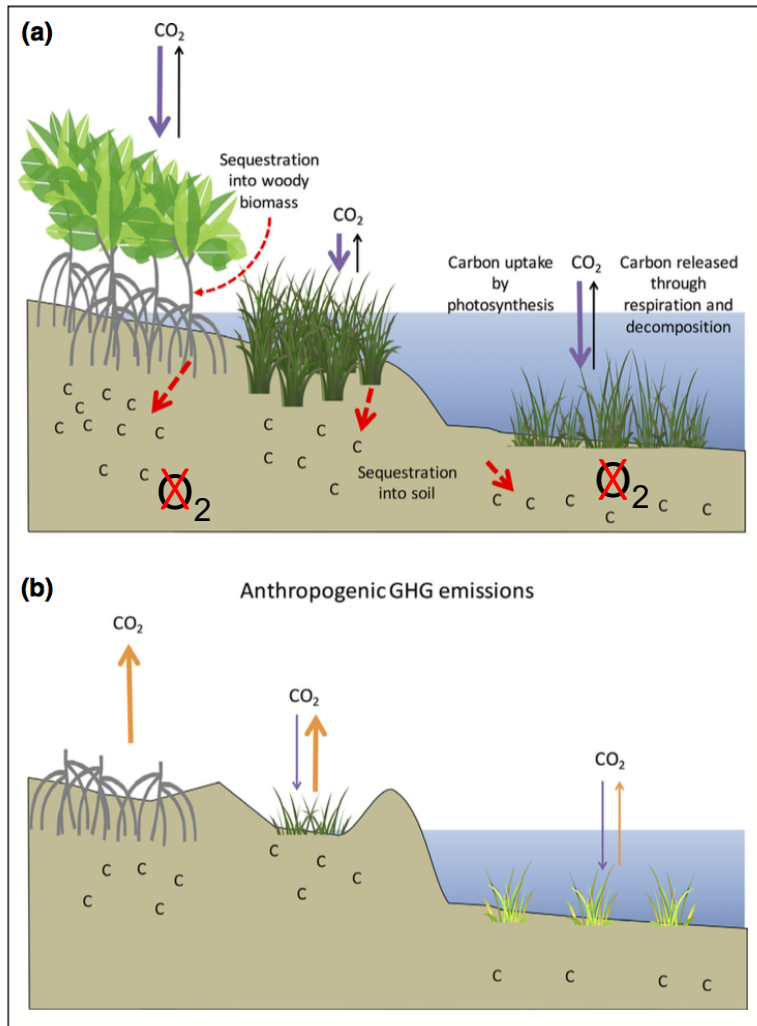 (a)
CO₂
Sequestration
into woody
biomass
CO₂
Carbon uptake
by
photosynthesis
CO₂
Carbon released
through
respiration and
decomposition
C C C C C C C C C C
O₂
C C C C C C
Sequestration
into soil
C C C C C C
O₂
(b)
Anthropogenic GHG emissions
CO₂
CO₂
CO₂
C C C C C
C C C C
C C C C